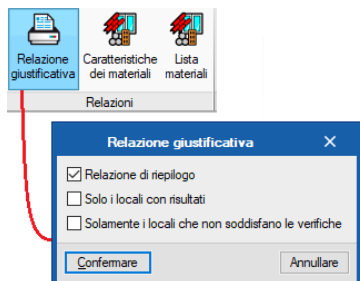 Relazione
giustificativa
Caratteristiche
dei materiali
Lista
materiali
Relazioni
Relazione giustificativa
Relazione di riepilogo
Solo i locali con risultati
Solamente i locali che non soddisfano le verifiche
Confermare
Annullare